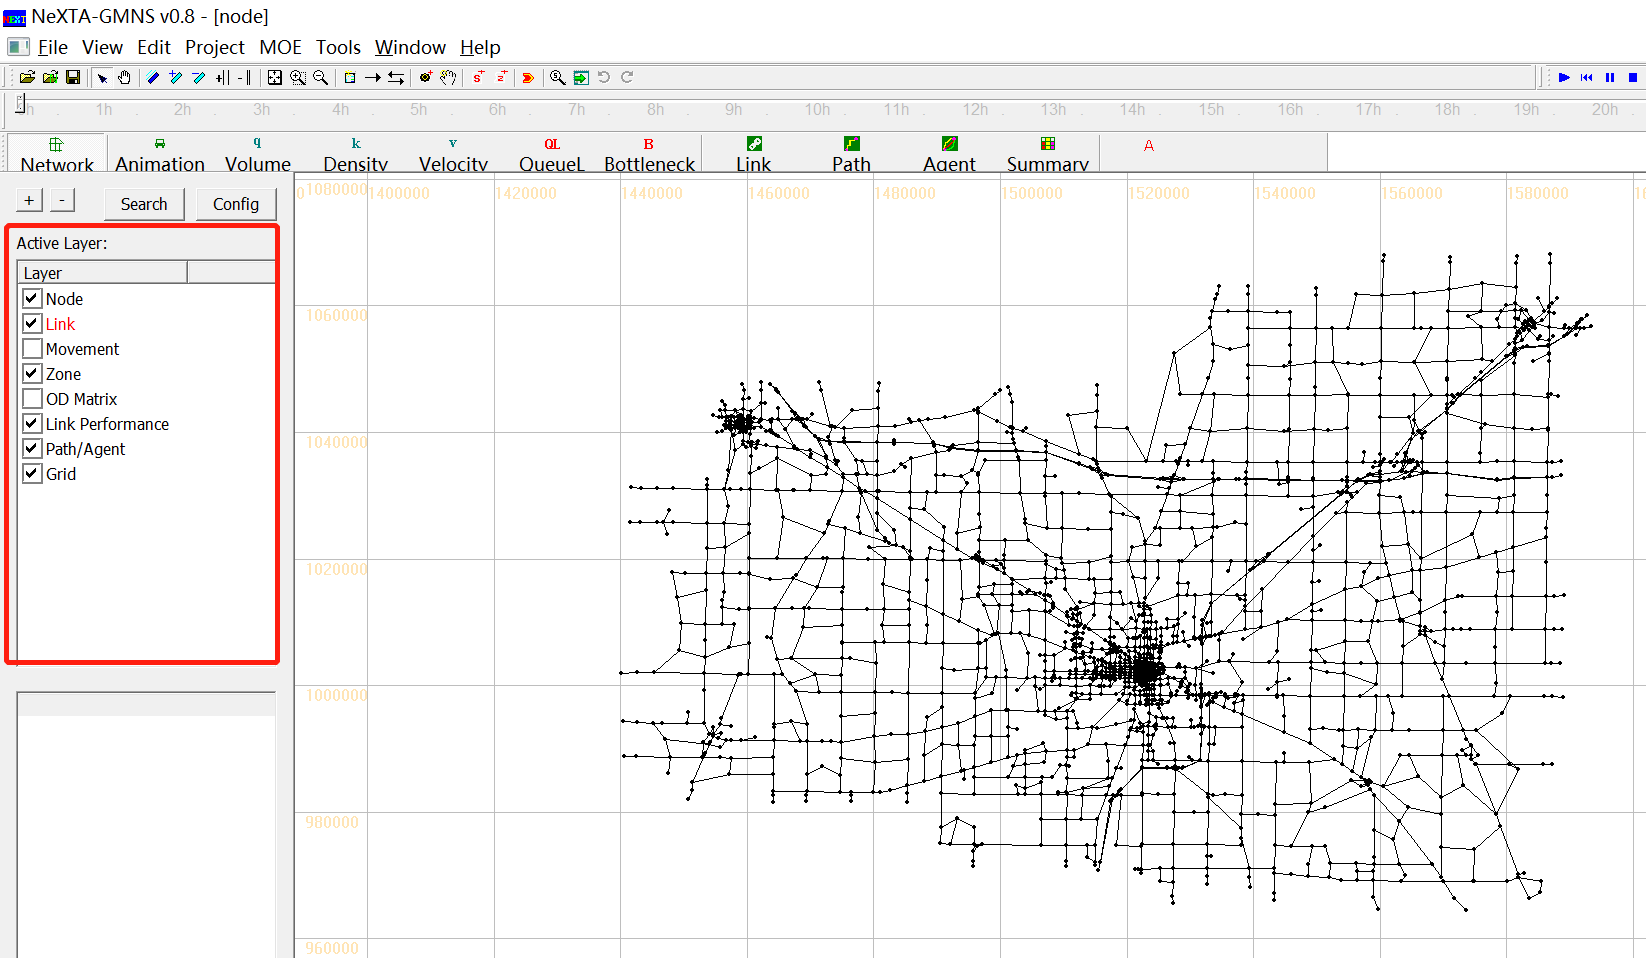 NeXTA-GMNS v0.8 - [node]
File View Edit Project MOE Tools Window Help
1h 2h 3h 4h 5h 6h 7h 8h 9h 10h 11h 12h 13h 14h 15h 16h 17h 18h 19h 20h
q k v QL B A
Network Animation Volume Density Velocity QueueL Bottleneck Link Path Agent Summary
+ - Search Config
Active Layer:
Layer
Node
Link
Movement
Zone
OD Matrix
Link Performance
Path/Agent
Grid
1080000 1400000 1420000 1440000 1460000 1480000 1500000 1520000 1540000 1560000 1580000
1060000
1040000
1020000
1000000
980000
960000